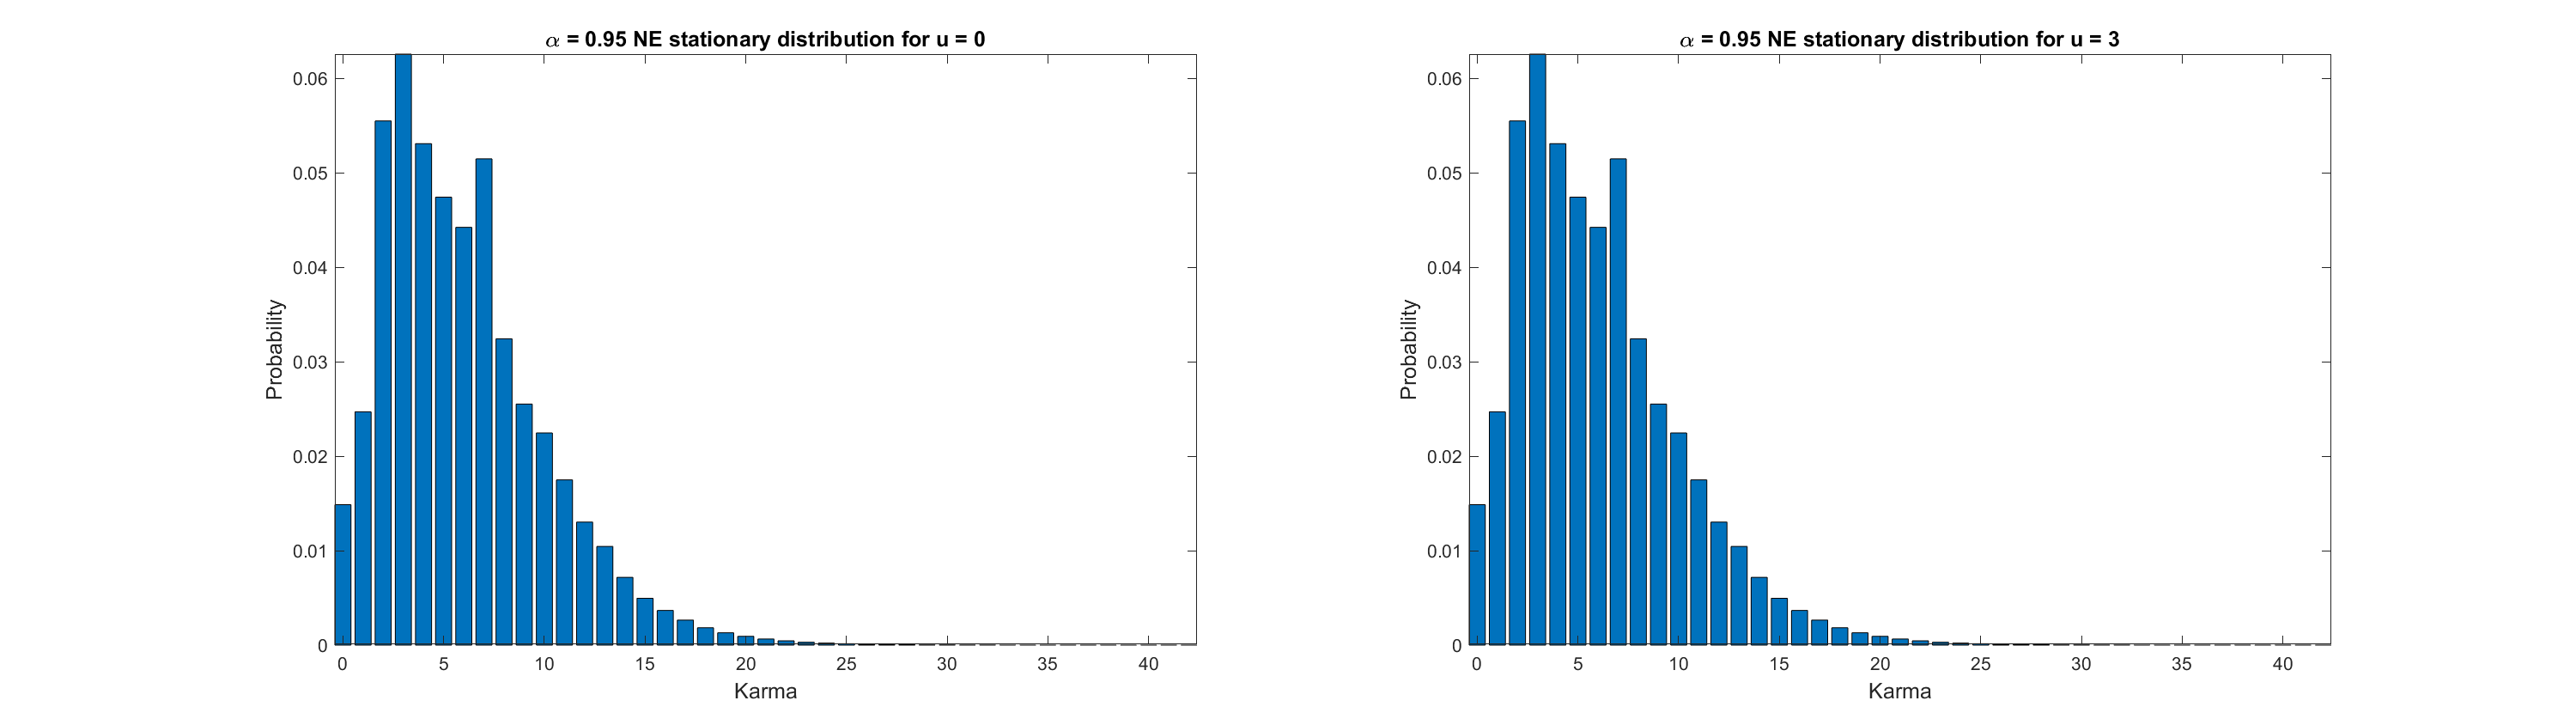 α = 0.95 NE stationary distribution for u = 0
0.06
0.05
0.04
0.03
0.02
0.01
0
Probability
0 5 10 15 20 25 30 35 40
Karma
α = 0.95 NE stationary distribution for u = 3
0.06
0.05
0.04
0.03
0.02
0.01
0
Probability
0 5 10 15 20 25 30 35 40
Karma